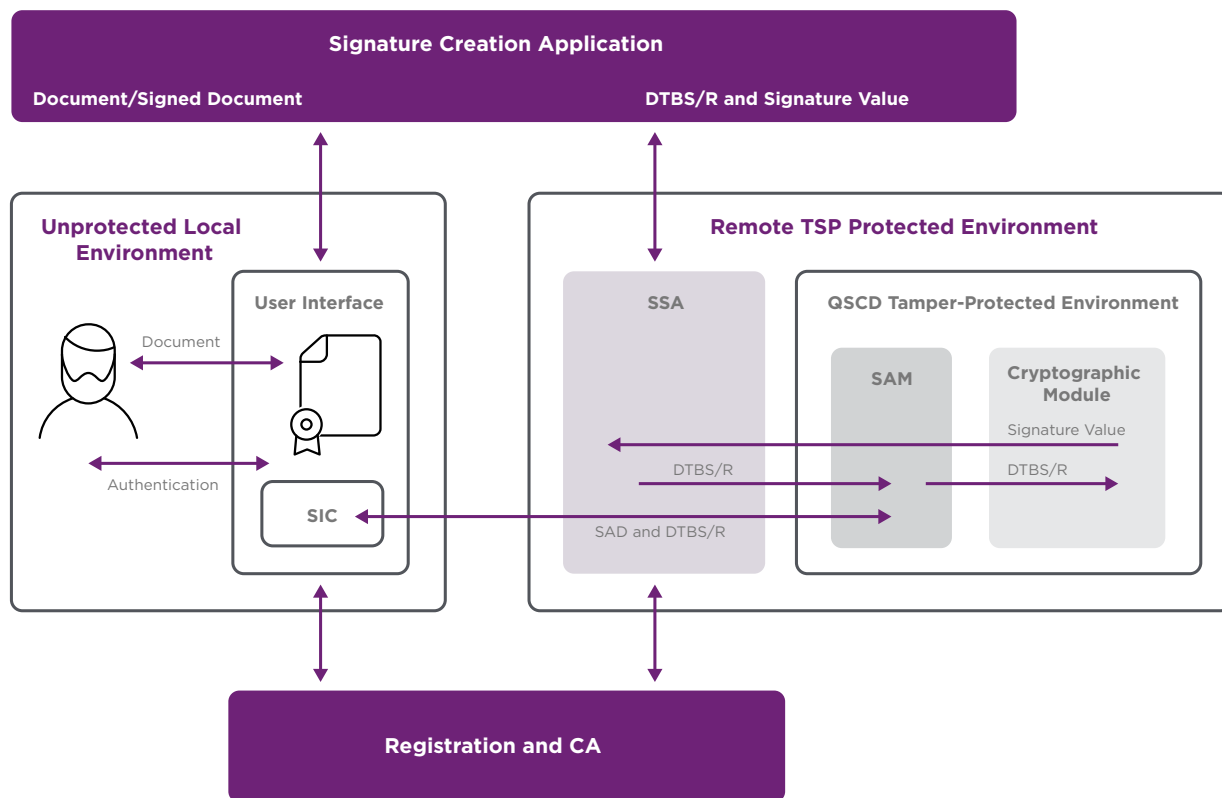 Signature Creation Application
Document/Signed Document
DTBS/R and Signature Value
Unprotected Local
Environment
User Interface
Document
Authentication
SIC
Remote TSP Protected Environment
SSA
QSCD Tamper-Protected Environment
SAM
Cryptographic
Module
Signature Value
DTBS/R
DTBS/R
SAD and DTBS/R
Registration and CA